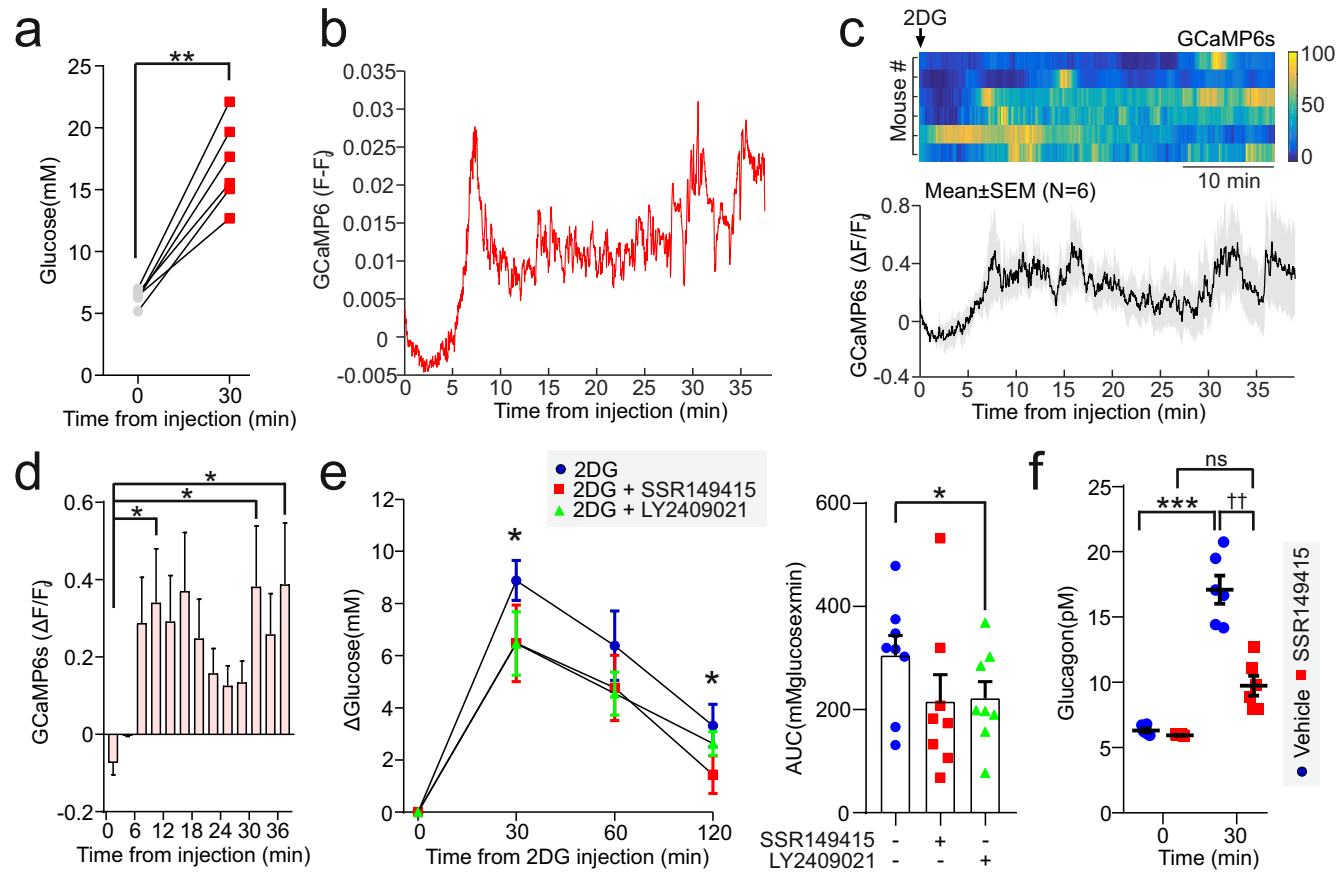 a
**
25
20
15
10
5
0
Glucose(mM)
0 30
Time from injection (min)
b
0.035
0.03
0.025
0.02
0.015
0.01
0.005
0
-0.005
GCaMP6 (F-F
0 5 10 15 20 25 30 35
Time from injection (min)
c
2DG
GCaMP6s
Mouse #
100
50
0
10 min
Mean±SEM (N=6)
0.8
0.4
0
-0.4
GCaMP6s (ΔF/F
0 5 10 15 20 25 30 35
Time from injection (min)
d
*
*
*
0.6
0.4
0.2
0.0
-0.2
GCaMP6s (ΔF/F
0 6 12 18 24 30 36
Time from injection (min)
e
2DG
2DG + SSR149415
2DG + LY2409021
12
10
8
6
4
2
0
ΔGlucose(mM)
*
*
0 30 60 120
Time from 2DG injection (min)
*
600
400
200
0
AUC(mMglucosexmin)
SSR149415 - + -
LY2409021 - - +
f
ns
*** ††
25
20
15
10
5
0
Glucagon(pM)
0 30
Time (min)
Vehicle SSR149415